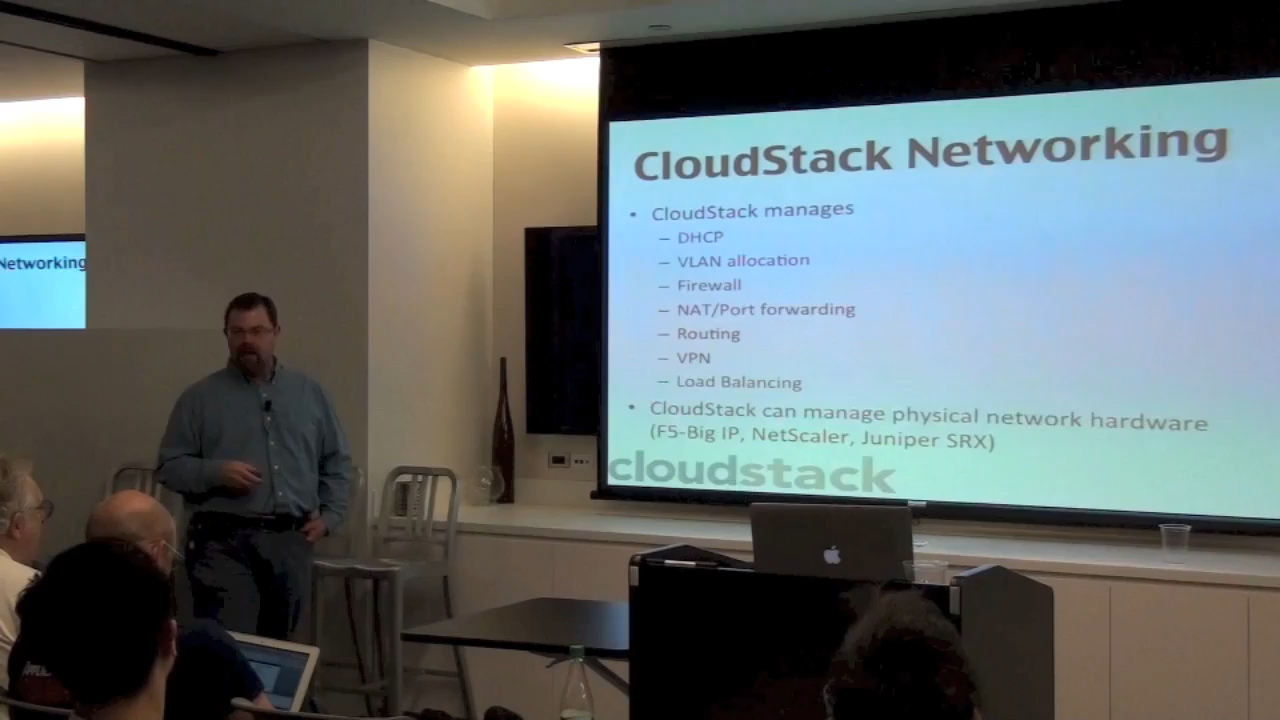 CloudStack Networking
• CloudStack manages
– DHCP
– VLAN allocation
– Firewall
– NAT/Port forwarding
– Routing
– VPN
– Load Balancing
• CloudStack can manage physical network hardware
(F5-Big IP, NetScaler, Juniper SRX)
cloudstack
Networking